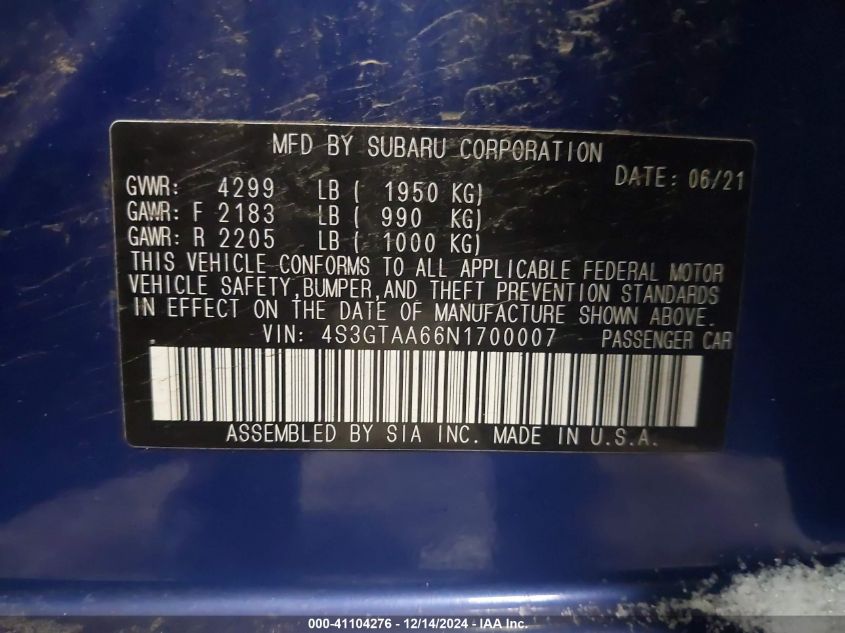 MFD BY SUBARU CORPORATION
DATE: 06/21
GVWR: 4299 LB ( 1950 KG)
GAWR: F 2183 LB ( 990 KG)
GAWR: R 2205 LB ( 1000 KG)
THIS VEHICLE CONFORMS TO ALL APPLICABLE FEDERAL MOTOR
VEHICLE SAFETY,BUMPER,AND THEFT PREVENTION STANDARDS
IN EFFECT ON THE DATE OF MANUFACTURE SHOWN ABOVE.
VIN: 4S3GTAA66N1700007 PASSENGER CAR
ASSEMBLED BY SIA INC. MADE IN U.S.A.
000-41104276 – 12/14/2024 – IAA Inc.